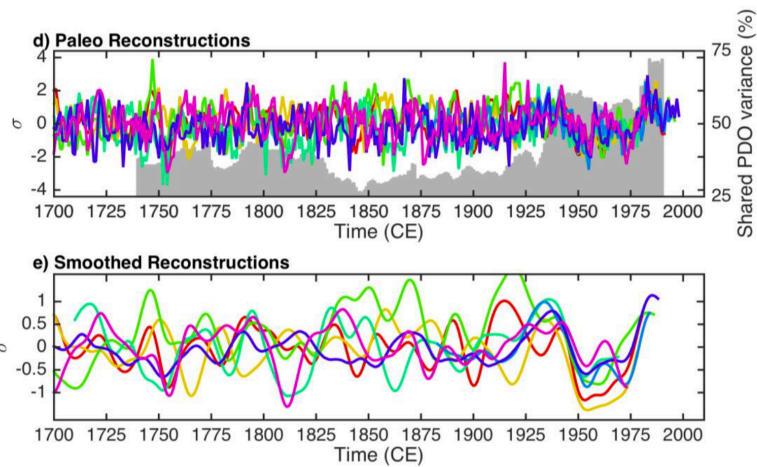 d) Paleo Reconstructions
4
2
0
-2
-4
σ
75
50
25
Shared PDO variance (%)
1700 1725 1750 1775 1800 1825 1850 1875 1900 1925 1950 1975 2000
Time (CE)
e) Smoothed Reconstructions
1
0.5
0
-0.5
-1
σ
1700 1725 1750 1775 1800 1825 1850 1875 1900 1925 1950 1975 2000
Time (CE)